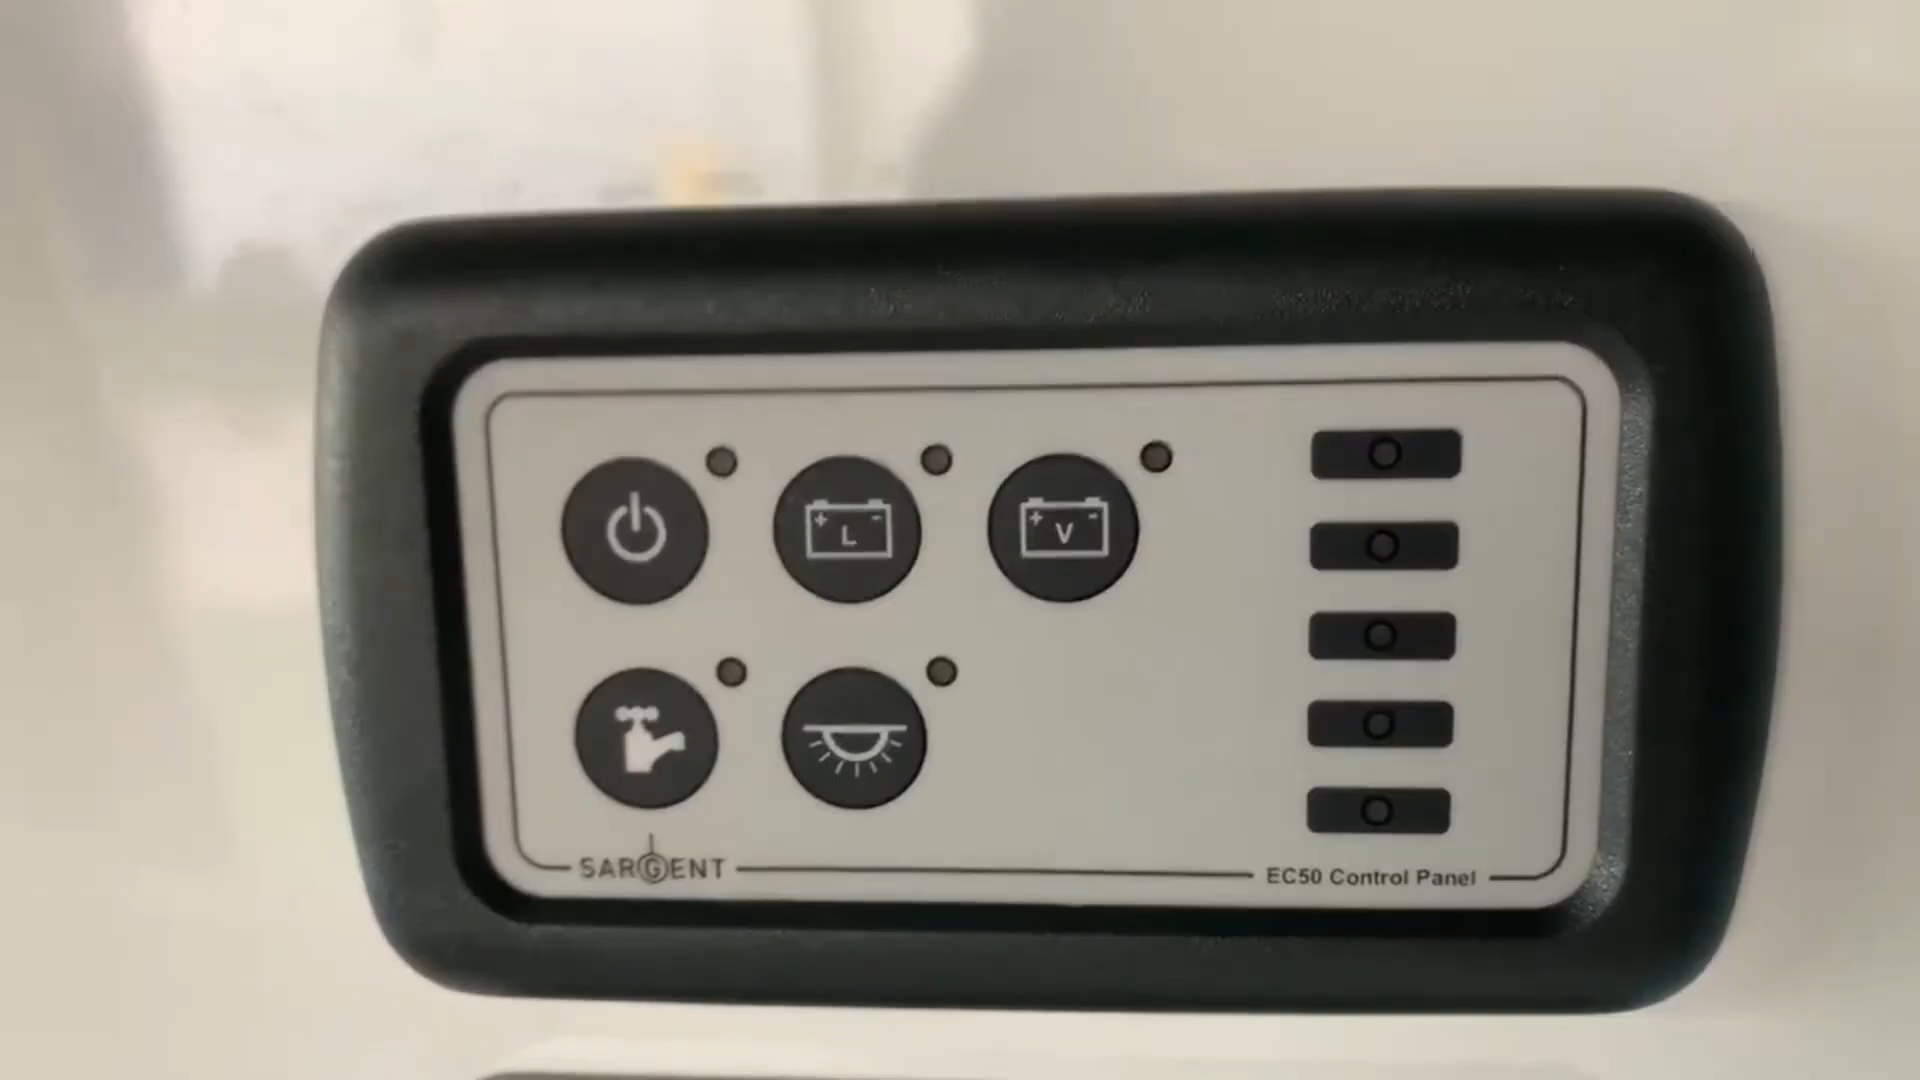 + L -
+ V -
SARGENT
EC50 Control Panel